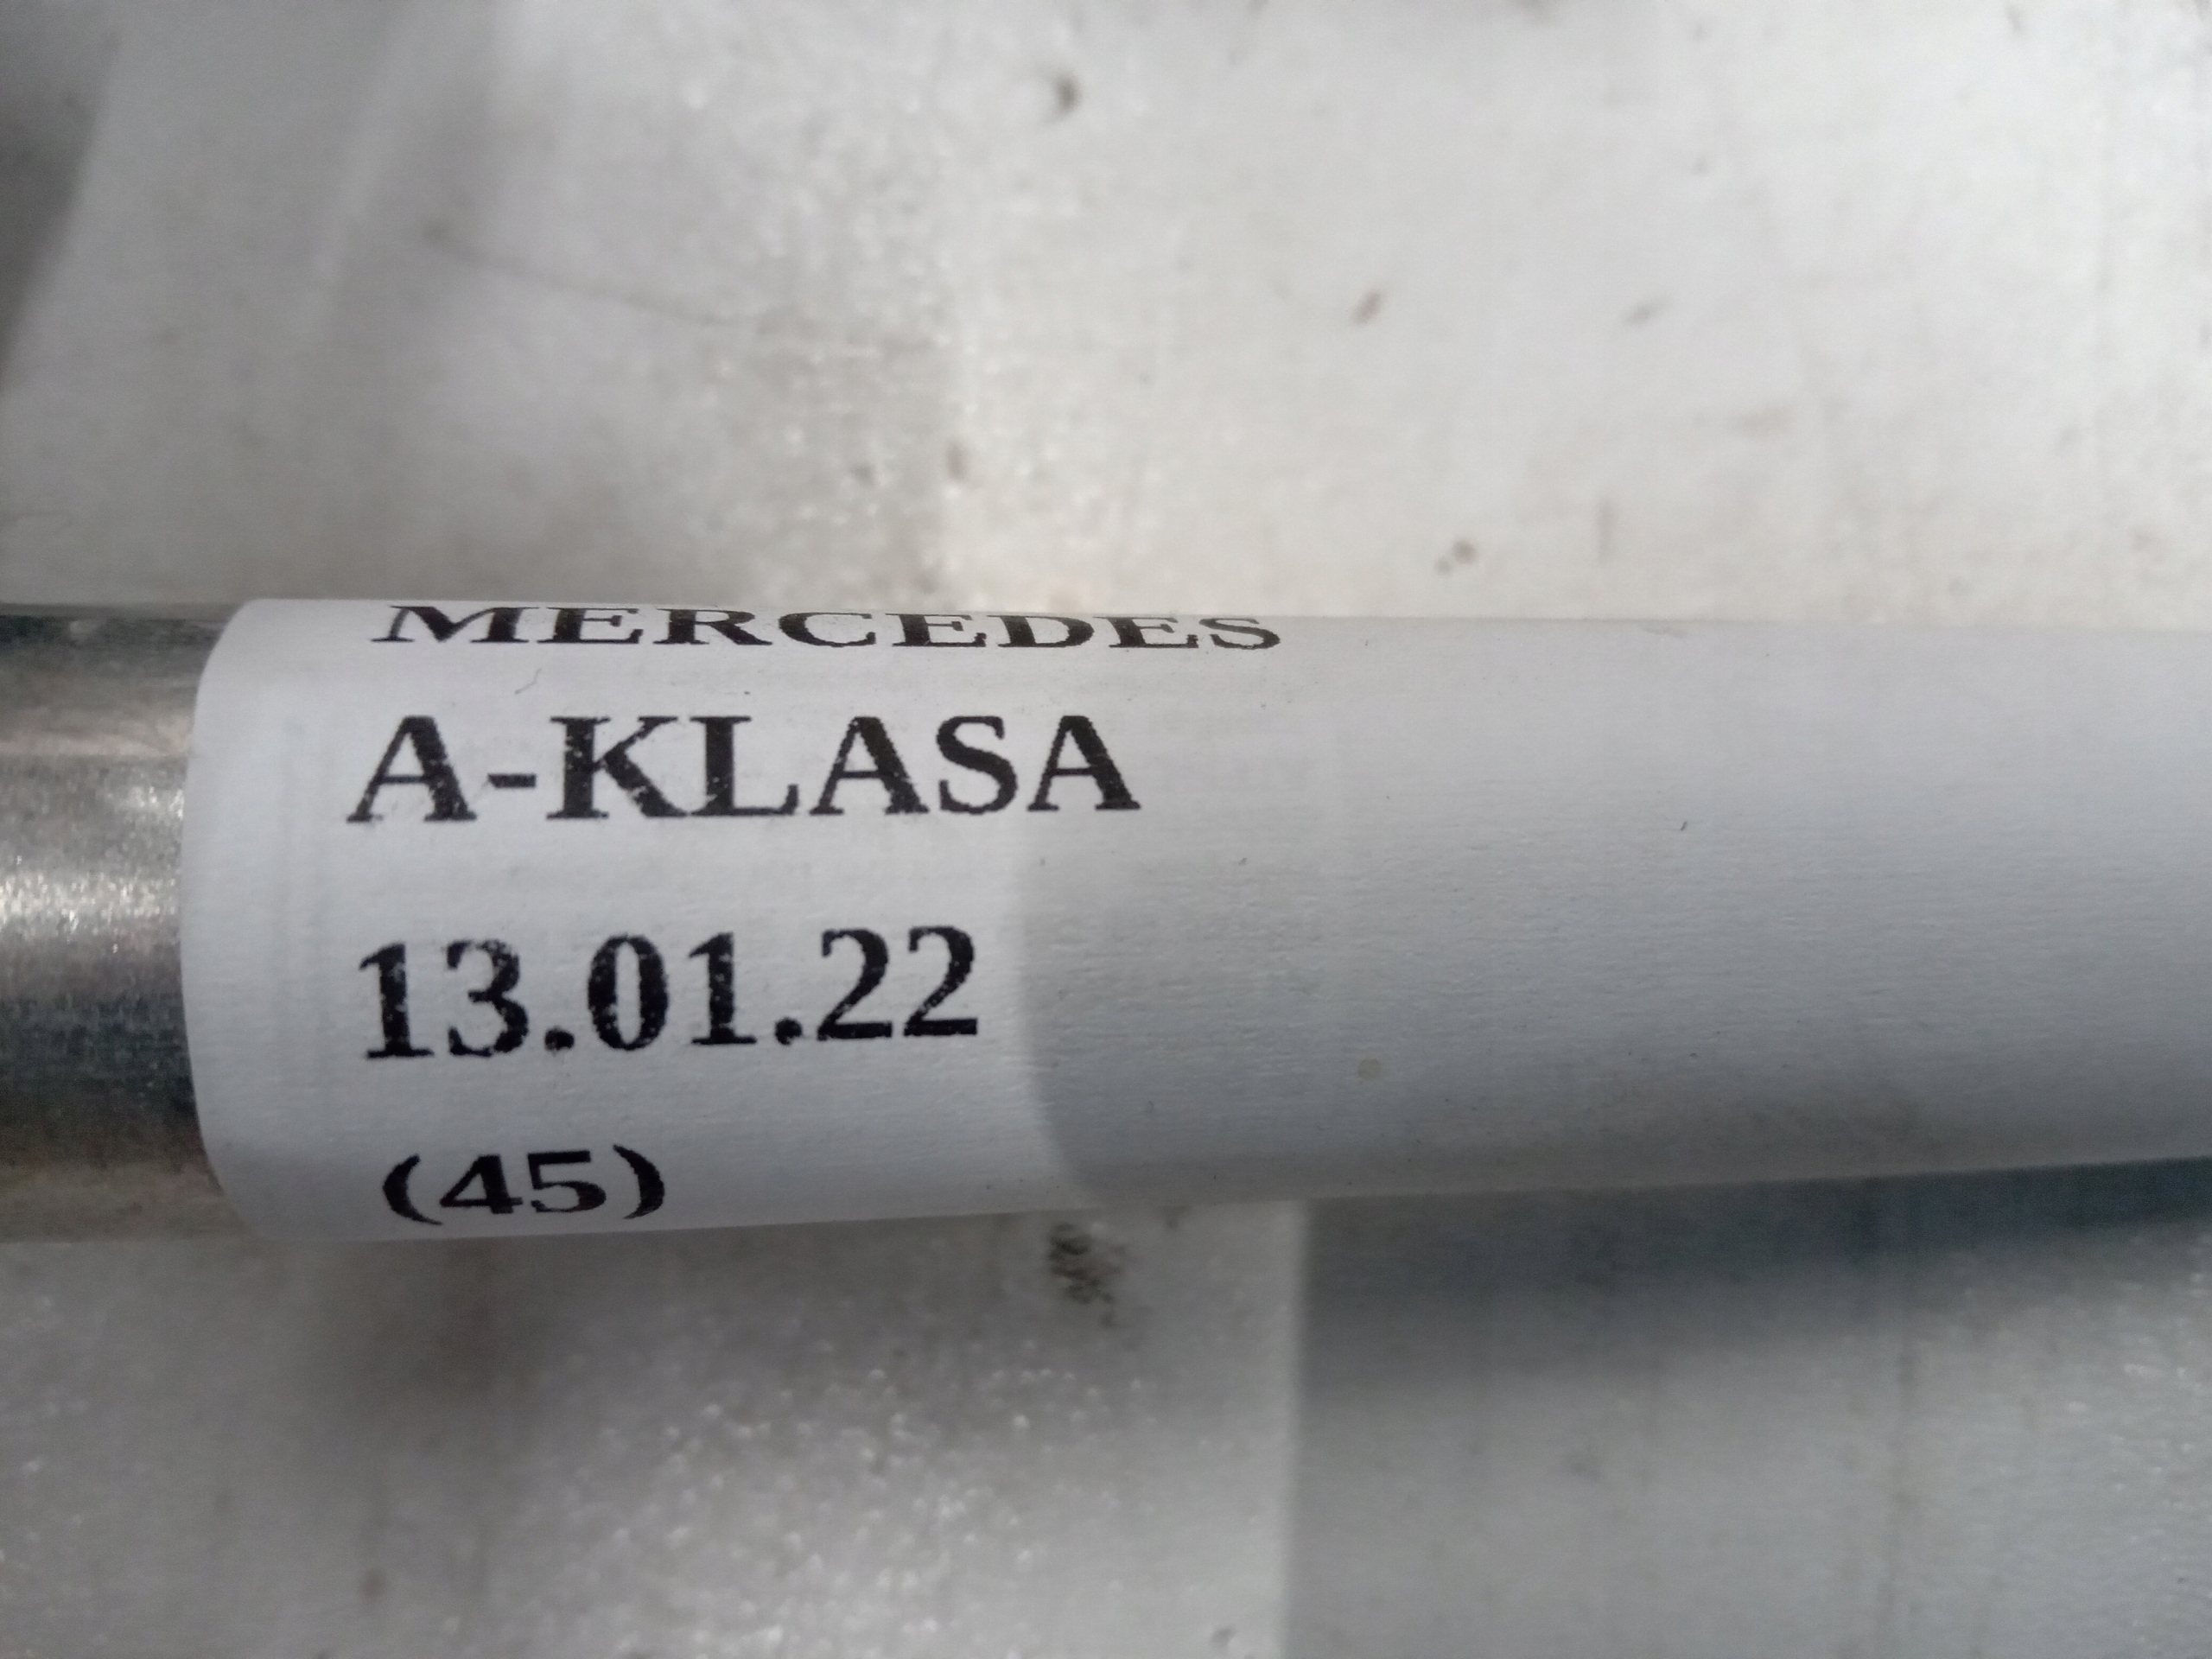 MERCEDES
A-KLASA
13.01.22
(45)